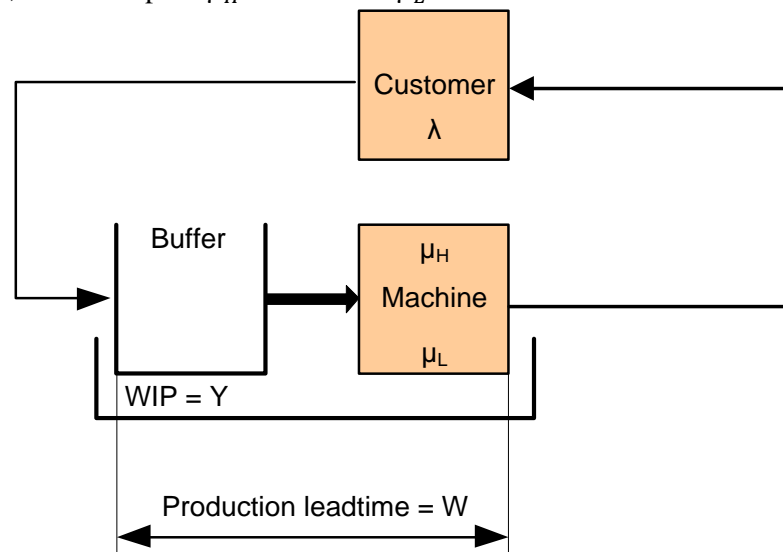 Customer
λ
Buffer
μH
Machine
μL
WIP = Y
Production leadtime = W